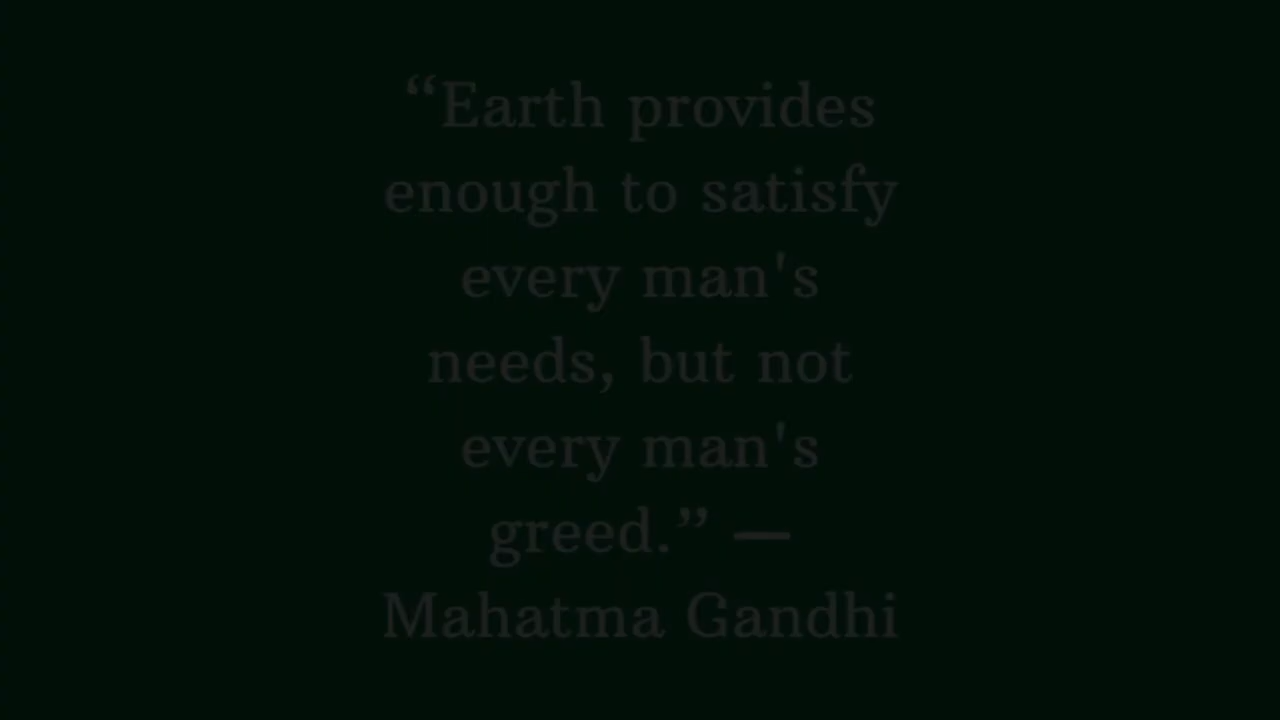 “Earth provides
enough to satisfy
every man's
needs, but not
every man's
greed.” —
Mahatma Gandhi